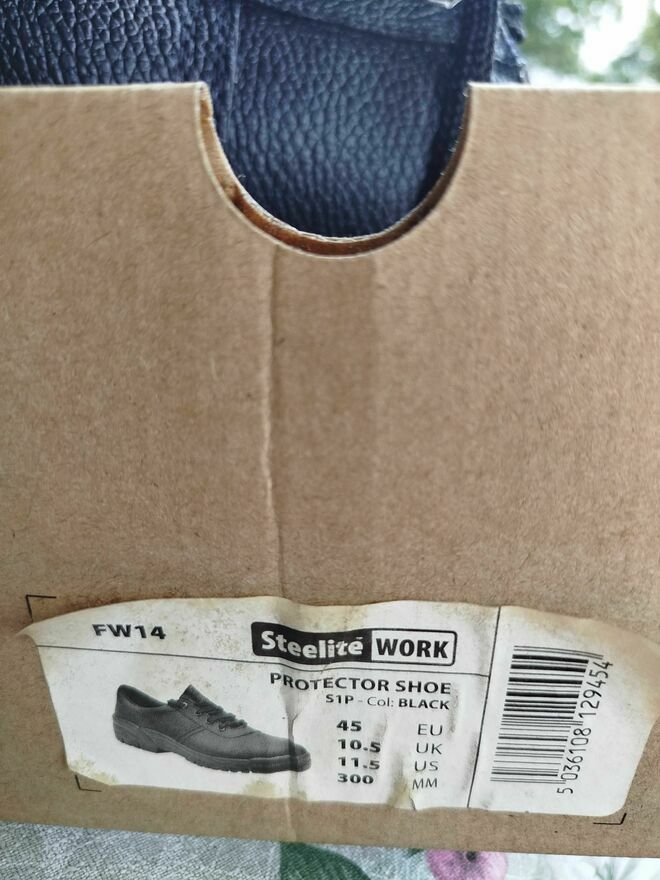 FW14
Steelite WORK
PROTECTOR SHOE
S1P - Col: BLACK
45 EU
10.5 UK
11.5 US
300 MM
5 036108 129454